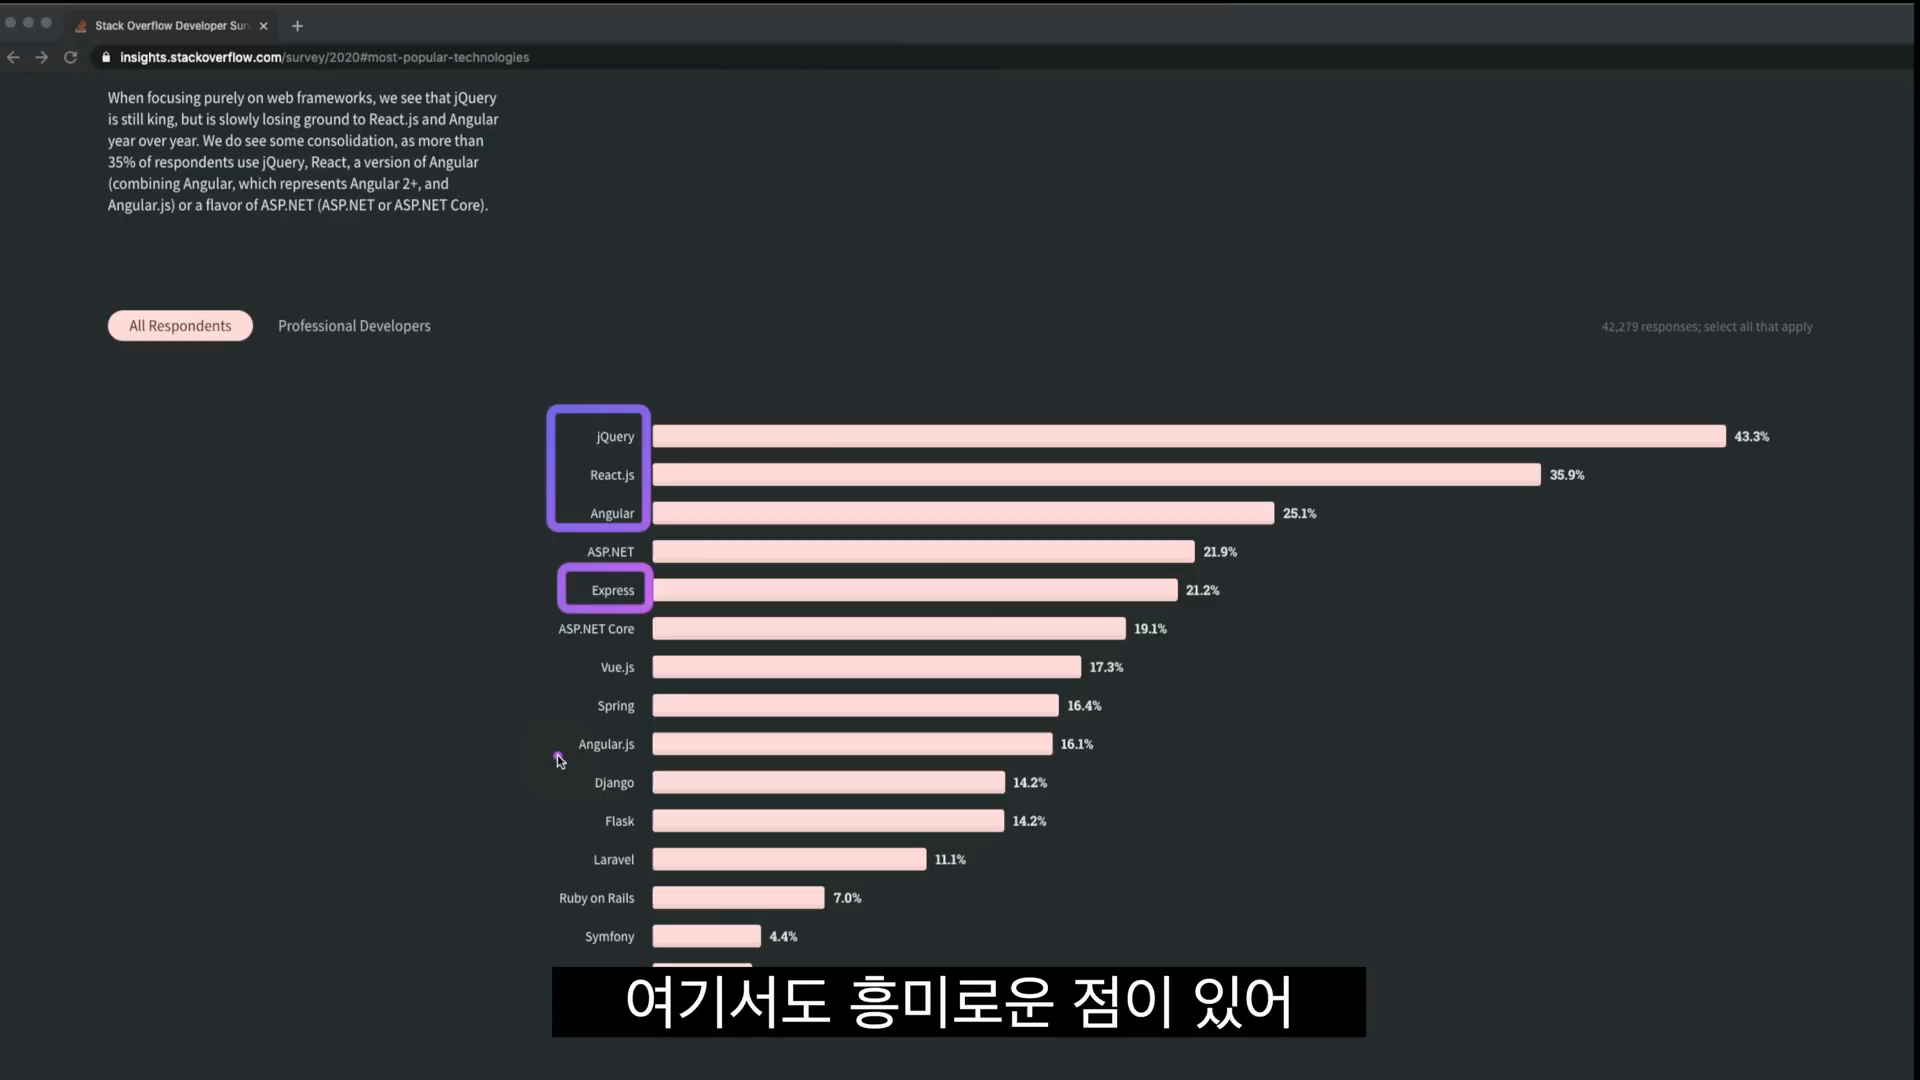 Stack Overflow Developer Sur
insights.stackoverflow.com/survey/2020#most-popular-technologies
When focusing purely on web frameworks, we see that jQuery
is still king, but is slowly losing ground to React.js and Angular
year over year. We do see some consolidation, as more than
35% of respondents use jQuery, React, a version of Angular
(combining Angular, which represents Angular 2+, and
Angular.js) or a flavor of ASP.NET (ASP.NET or ASP.NET Core).
All Respondents Professional Developers 42,279 responses; select all that apply
jQuery 43.3%
React.js 35.9%
Angular 25.1%
ASP.NET 21.9%
Express 21.2%
ASP.NET Core 19.1%
Vue.js 17.3%
Spring 16.4%
Angular.js 16.1%
Django 14.2%
Flask 14.2%
Laravel 11.1%
Ruby on Rails 7.0%
Symfony 4.4%
여기서도 흥미로운 점이 있어